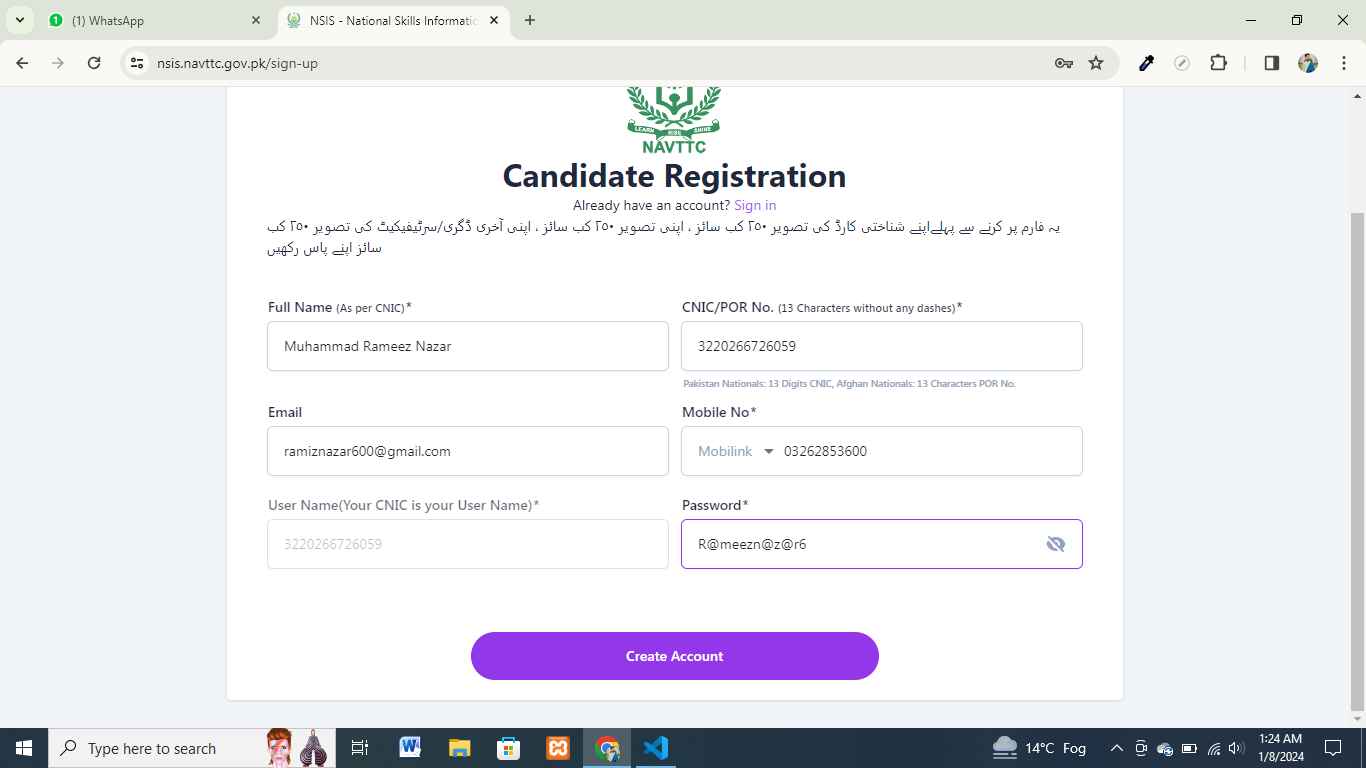 (1) WhatsApp
NSIS - National Skills Informatic
nsis.navttc.gov.pk/sign-up
LEARN RISE SHINE
NAVTTC
Candidate Registration
Already have an account? Sign in
یہ فارم پر کرنے سے پہلےاپنے شناختی کارڈ کی تصویر ٢٥٠ کب سائز ، اپنی تصویر ٢٥٠ کب سائز ، اپنی آخری ڈگری/سرٹیفیکیٹ کی تصویر ٢٥٠ کب
سائز اپنے پاس رکھیں
Full Name (As per CNIC)*
CNIC/POR No. (13 Characters without any dashes)*
Muhammad Rameez Nazar
3220266726059
Pakistan Nationals: 13 Digits CNIC, Afghan Nationals: 13 Characters POR No.
Email
Mobile No*
ramiznazar600@gmail.com
Mobilink 03262853600
User Name(Your CNIC is your User Name)*
Password*
3220266726059
R@meezn@z@r6
Create Account
Type here to search
14°C Fog
1:24 AM
1/8/2024